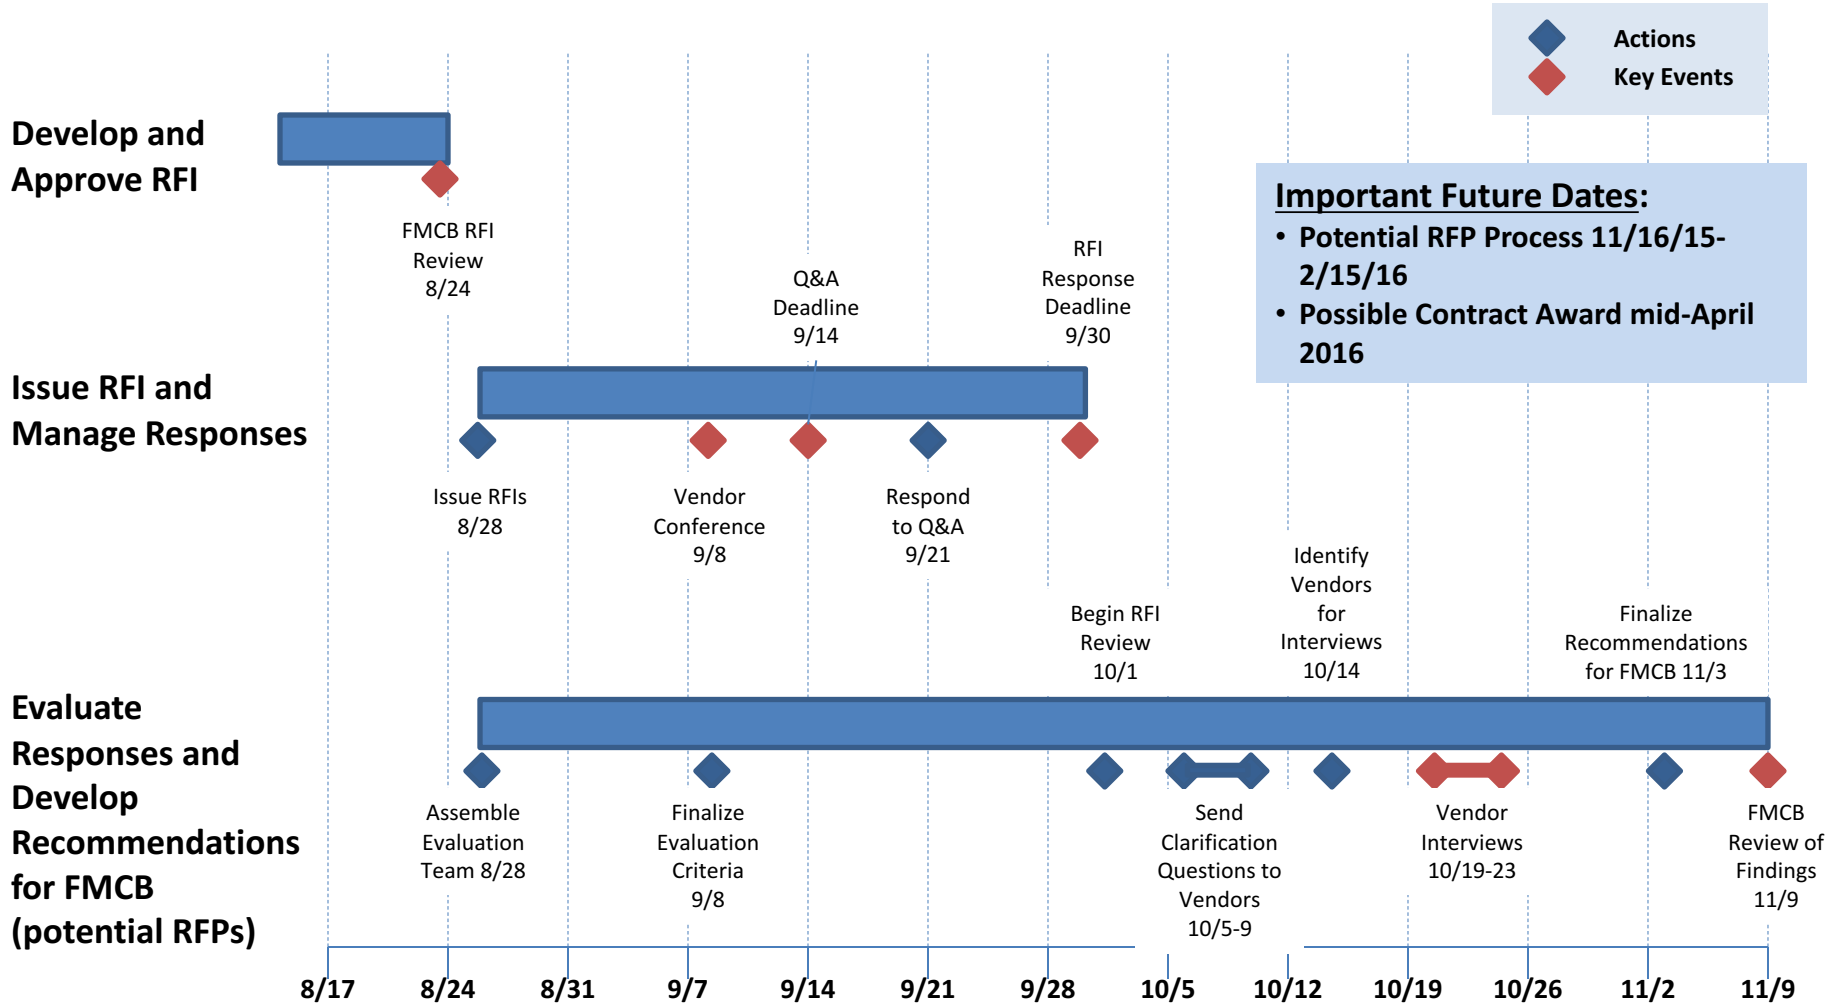 Actions
Key Events
Develop and
Approve RFI
FMCB RFI
Review
8/24
Important Future Dates:
• Potential RFP Process 11/16/15-
2/15/16
• Possible Contract Award mid-April
2016
Q&A
Deadline
9/14
RFI
Response
Deadline
9/30
Issue RFI and
Manage Responses
Issue RFIs
8/28
Vendor
Conference
9/8
Respond
to Q&A
9/21
Begin RFI
Review
10/1
Identify
Vendors
for
Interviews
10/14
Finalize
Recommendations
for FMCB 11/3
Evaluate
Responses and
Develop
Recommendations
for FMCB
(potential RFPs)
Assemble
Evaluation
Team 8/28
Finalize
Evaluation
Criteria
9/8
Send
Clarification
Questions to
Vendors
10/5-9
Vendor
Interviews
10/19-23
FMCB
Review of
Findings
11/9
8/17 8/24 8/31 9/7 9/14 9/21 9/28 10/5 10/12 10/19 10/26 11/2 11/9